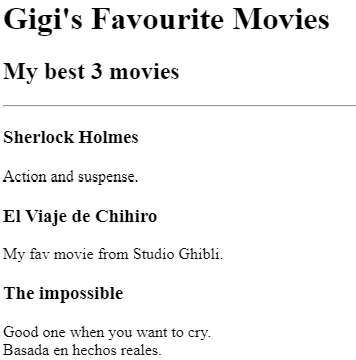 Gigi's Favourite Movies
My best 3 movies
Sherlock Holmes
Action and suspense.
El Viaje de Chihiro
My fav movie from Studio Ghibli.
The impossible
Good one when you want to cry.
Basada en hechos reales.